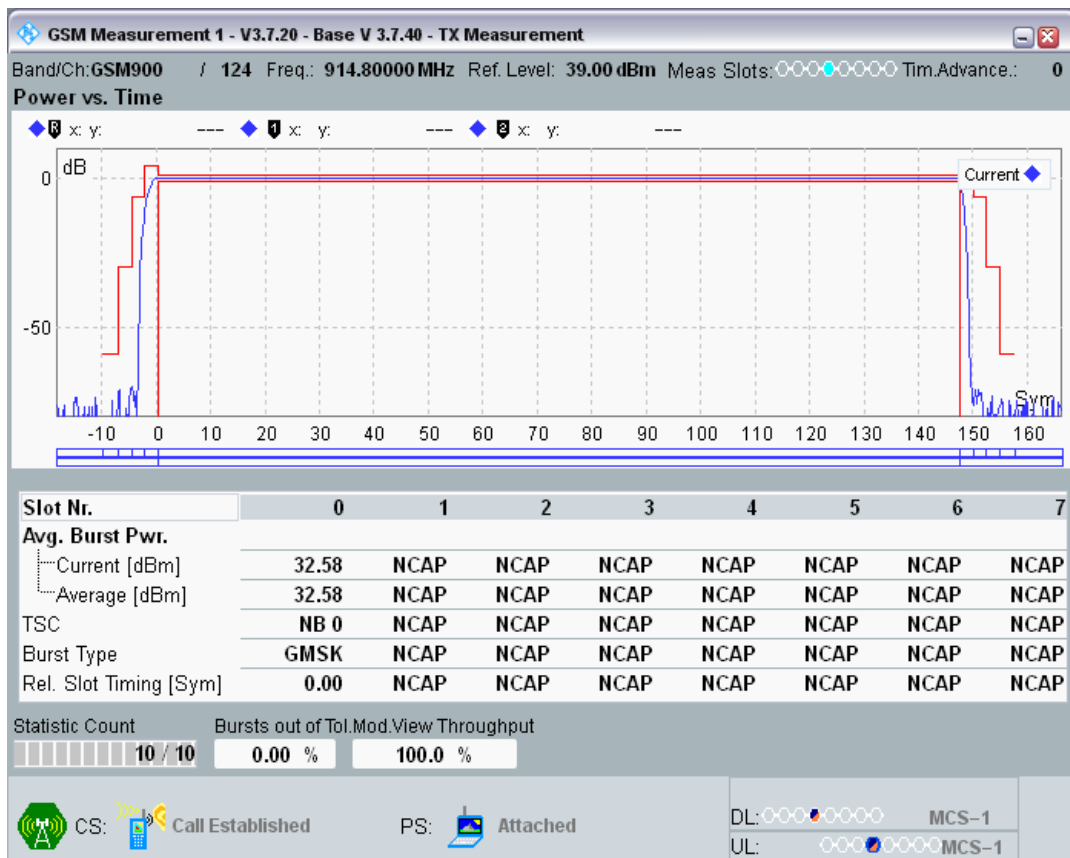 GSM Measurement 1 - V3.7.20 - Base V 3.7.40 - TX Measurement
Band/Ch:GSM900 / 124 Freq.: 914.80000 MHz Ref. Level: 39.00 dBm Meas Slots: Tim.Advance.: 0
Power vs. Time
R x: y: --- 1 x: y: --- 2 x: y: ---
dB
Current
0
-50
Sym
-10 0 10 20 30 40 50 60 70 80 90 100 110 120 130 140 150 160
Slot Nr. 0 1 2 3 4 5 6 7
Avg. Burst Pwr.
Current [dBm] 32.58 NCAP NCAP NCAP NCAP NCAP NCAP NCAP
Average [dBm] 32.58 NCAP NCAP NCAP NCAP NCAP NCAP NCAP
TSC NB 0 NCAP NCAP NCAP NCAP NCAP NCAP NCAP
Burst Type GMSK NCAP NCAP NCAP NCAP NCAP NCAP NCAP
Rel. Slot Timing [Sym] 0.00 NCAP NCAP NCAP NCAP NCAP NCAP NCAP
Statistic Count Bursts out of Tol. Mod.View Throughput
10 / 10 0.00 % 100.0 %
CS: Call Established PS: Attached DL: MCS-1
UL: MCS-1